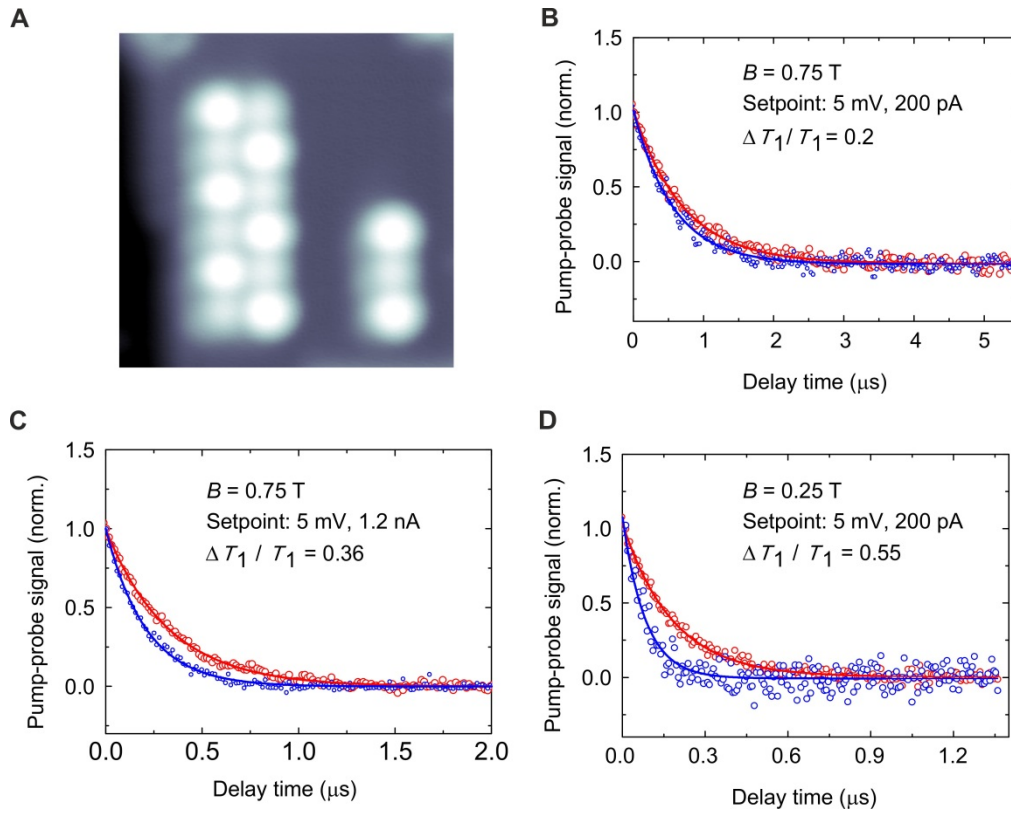 A
B
Pump-probe signal (norm.)
1.5
1.0
0.5
0.0
B = 0.75 T
Setpoint: 5 mV, 200 pA
Δ T1 / T1 = 0.2
0 1 2 3 4 5
Delay time (μs)
C
Pump-probe signal (norm.)
1.5
1.0
0.5
0.0
B = 0.75 T
Setpoint: 5 mV, 1.2 nA
Δ T1 / T1 = 0.36
0.0 0.5 1.0 1.5 2.0
Delay time (μs)
D
Pump-probe signal (norm.)
1.5
1.0
0.5
0.0
B = 0.25 T
Setpoint: 5 mV, 200 pA
Δ T1 / T1 = 0.55
0.0 0.3 0.6 0.9 1.2
Delay time (μs)